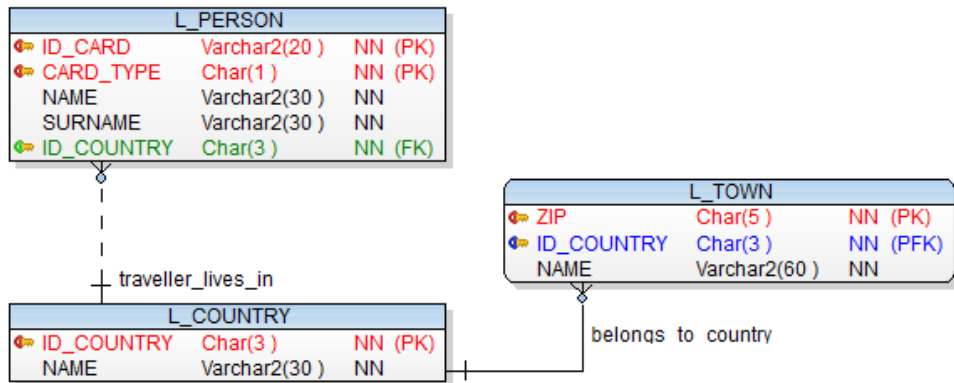 L_PERSON
ID_CARD Varchar2(20 ) NN (PK)
CARD_TYPE Char(1 ) NN (PK)
NAME Varchar2(30 ) NN
SURNAME Varchar2(30 ) NN
ID_COUNTRY Char(3 ) NN (FK)
traveller_lives_in
L_COUNTRY
ID_COUNTRY Char(3 ) NN (PK)
NAME Varchar2(30 ) NN
L_TOWN
ZIP Char(5 ) NN (PK)
ID_COUNTRY Char(3 ) NN (PFK)
NAME Varchar2(60 ) NN
belongs to country